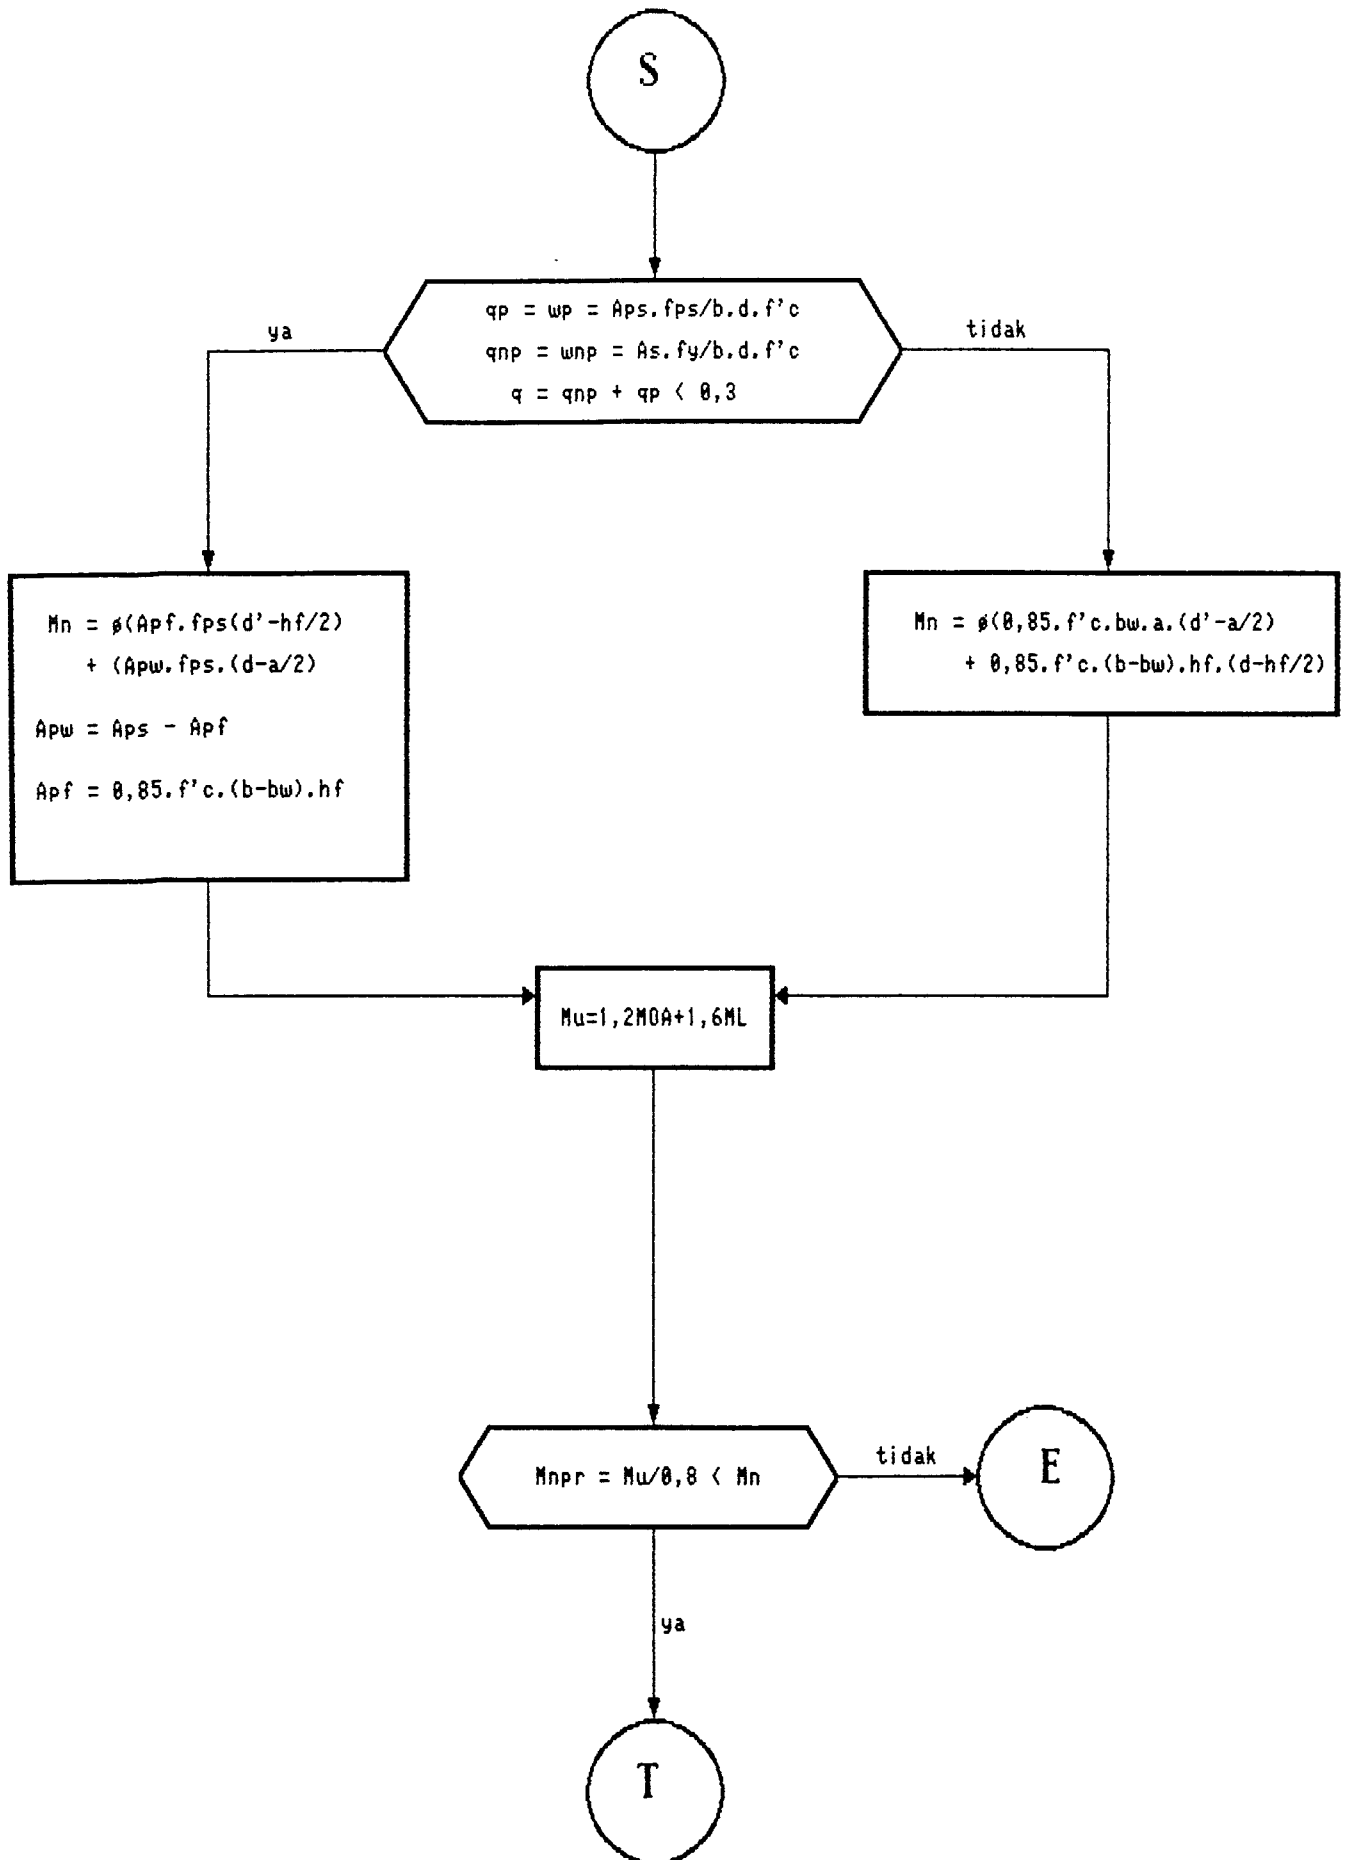 S
qp = wp = Aps.fps/b.d.f'c
ya
tidak
qnp = wnp = As.fy/b.d.f'c
q = qnp + qp < 0,3
Mn = ø(Apf.fps(d'-hf/2)
+ (Apw.fps.(d-a/2)
Apw = Aps - Apf
Apf = 0,85.f'c.(b-bw).hf
Mn = ø(0,85.f'c.bw.a.(d'-a/2)
+ 0,85.f'c.(b-bw).hf.(d-hf/2)
Mu=1,2MDA+1,6ML
Mnpr = Mu/0,8 < Mn
tidak
E
ya
T